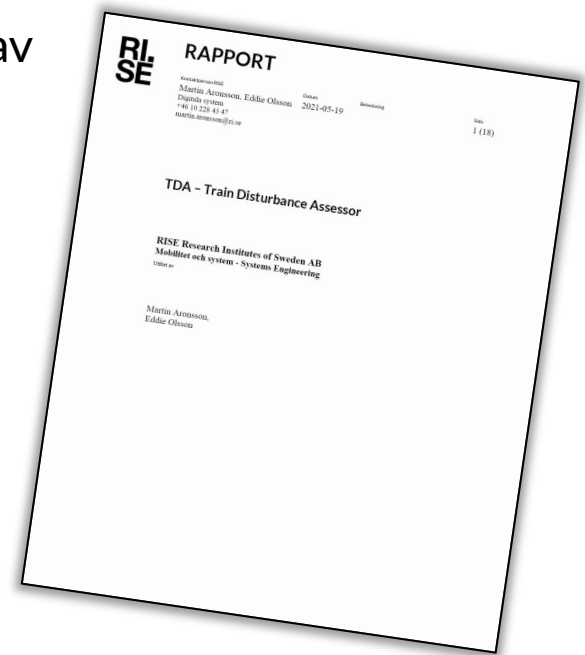 av
RI.
SE
RAPPORT
Kontaktperson RISE
Martin Aronsson, Eddie Olsson
Digitala system
+46 10 228 43 47
martin.aronsson@ri.se
Datum
2021-05-19
Beteckning
Sida
1 (18)
TDA – Train Disturbance Assessor
RISE Research Institutes of Sweden AB
Mobilitet och system - Systems Engineering
Utfört av
Martin Aronsson,
Eddie Olsson